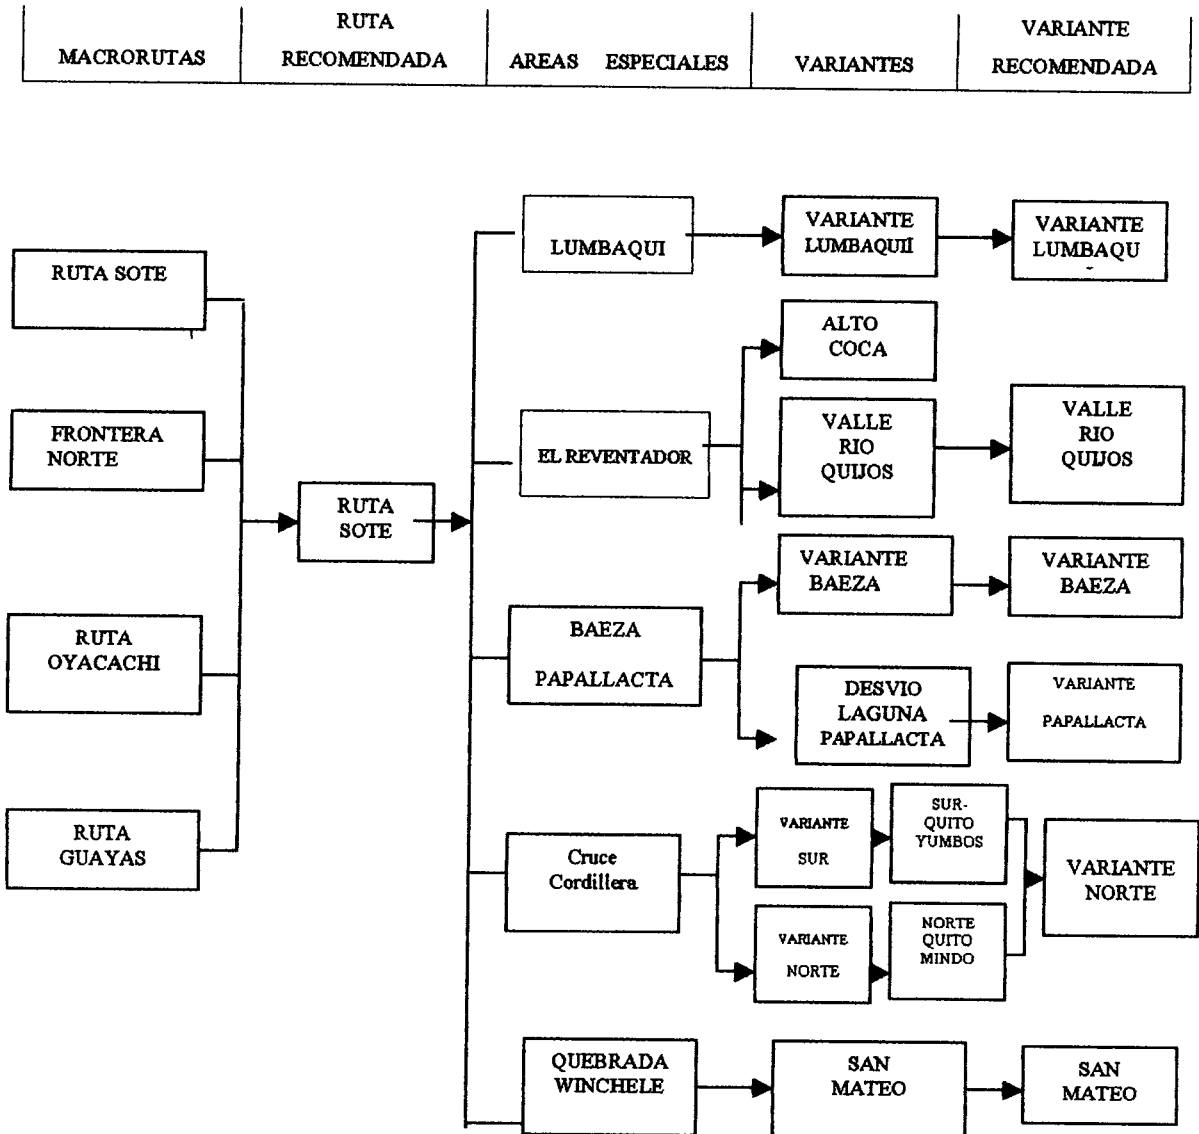 MACRORUTAS
RUTA
RECOMENDADA
AREAS ESPECIALES
VARIANTES
VARIANTE
RECOMENDADA
RUTA SOTE
FRONTERA
NORTE
RUTA
OYACACHI
RUTA
GUAYAS
RUTA
SOTE
LUMBAQUI
VARIANTE
LUMBAQUIÍ
VARIANTE
LUMBAQU
EL REVENTADOR
ALTO
COCA
VALLE
RIO
QUIJOS
VALLE
RIO
QUIJOS
BAEZA
PAPALLACTA
VARIANTE
BAEZA
VARIANTE
BAEZA
DESVIO
LAGUNA
PAPALLACTA
VARIANTE
PAPALLACTA
Cruce
Cordillera
VARIANTE
SUR
SUR-
QUITO
YUMBOS
VARIANTE
NORTE
NORTE
QUITO
MINDO
VARIANTE
NORTE
QUEBRADA
WINCHELE
SAN
MATEO
SAN
MATEO